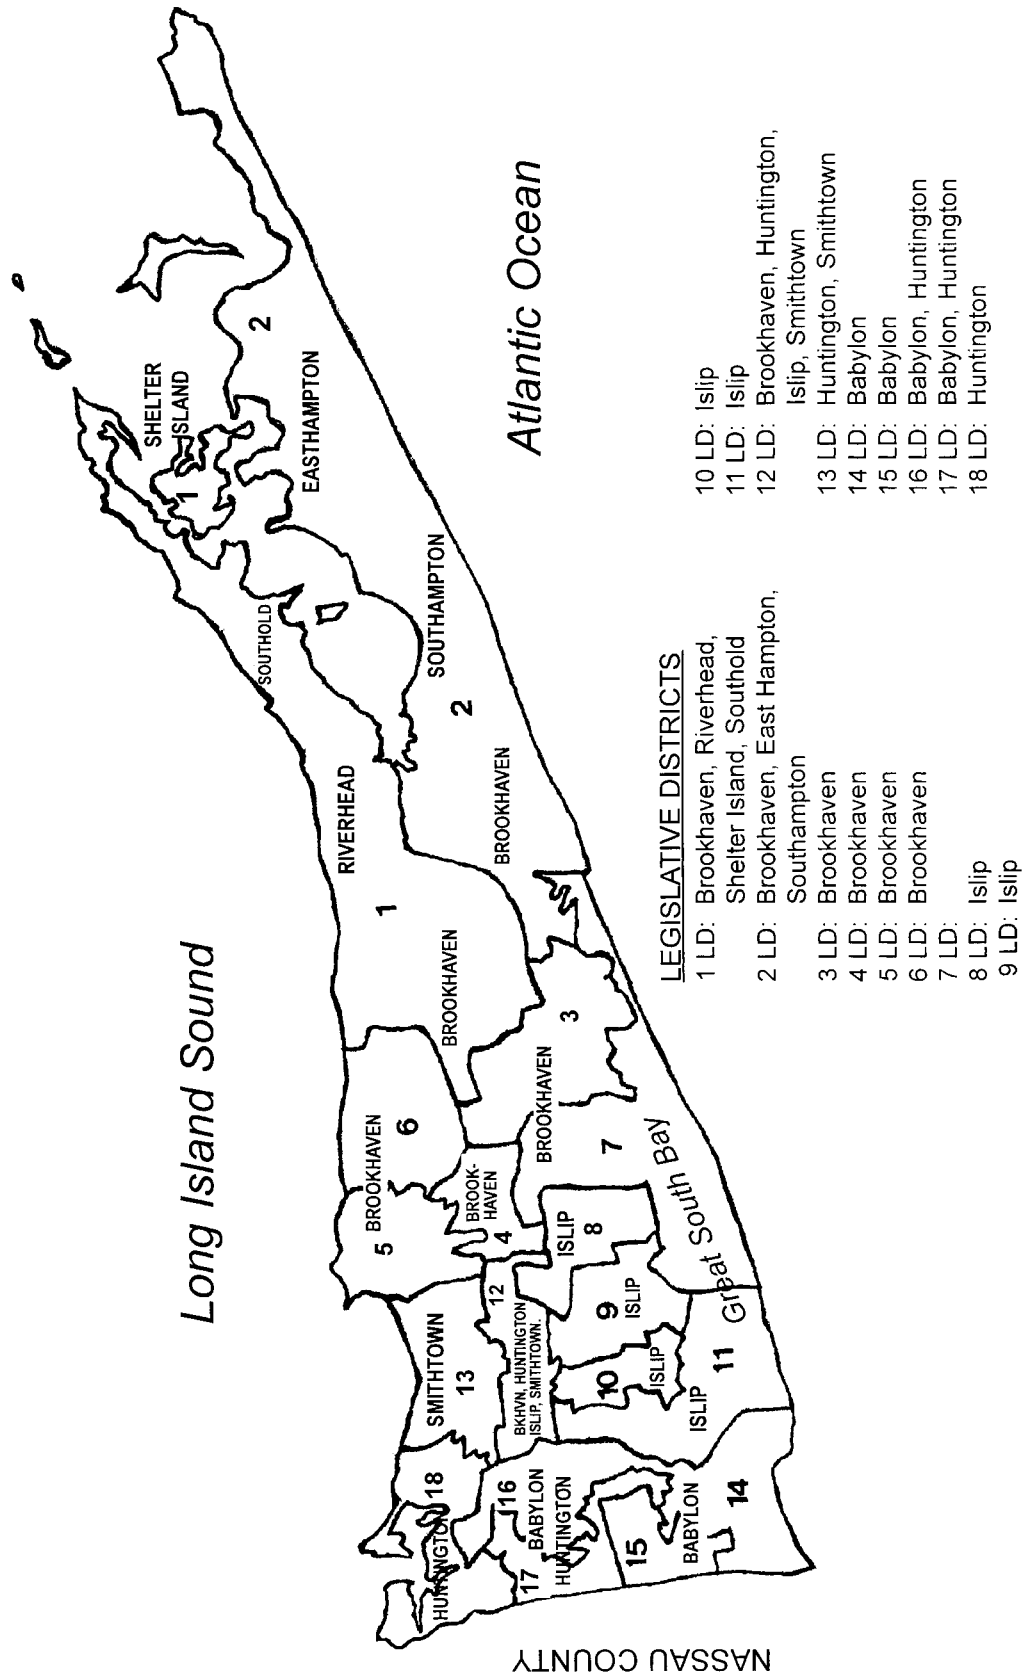 Long Island Sound
Atlantic Ocean
Great South Bay
NASSAU COUNTY
SHELTER
ISLAND
1
2
EASTHAMPTON
SOUTHOLD
SOUTHAMPTON
2
RIVERHEAD
1
BROOKHAVEN
BROOKHAVEN
3
BROOKHAVEN
6
BROOKHAVEN
5
BROOK-
HAVEN
4
7
ISLIP
8
12
BKHVN, HUNTINGTON
ISLIP, SMITHTOWN.
9
ISLIP
10
ISLIP
11
ISLIP
SMITHTOWN
13
18
HUNTINGTON
16
BABYLON
HUNTINGTON
17
15
BABYLON
14
LEGISLATIVE DISTRICTS
1 LD: Brookhaven, Riverhead,
Shelter Island, Southold
2 LD: Brookhaven, East Hampton,
Southampton
3 LD: Brookhaven
4 LD: Brookhaven
5 LD: Brookhaven
6 LD: Brookhaven
7 LD:
8 LD: Islip
9 LD: Islip
10 LD: Islip
11 LD: Islip
12 LD: Brookhaven, Huntington,
Islip, Smithtown
13 LD: Huntington, Smithtown
14 LD: Babylon
15 LD: Babylon
16 LD: Babylon, Huntington
17 LD: Babylon, Huntington
18 LD: Huntington